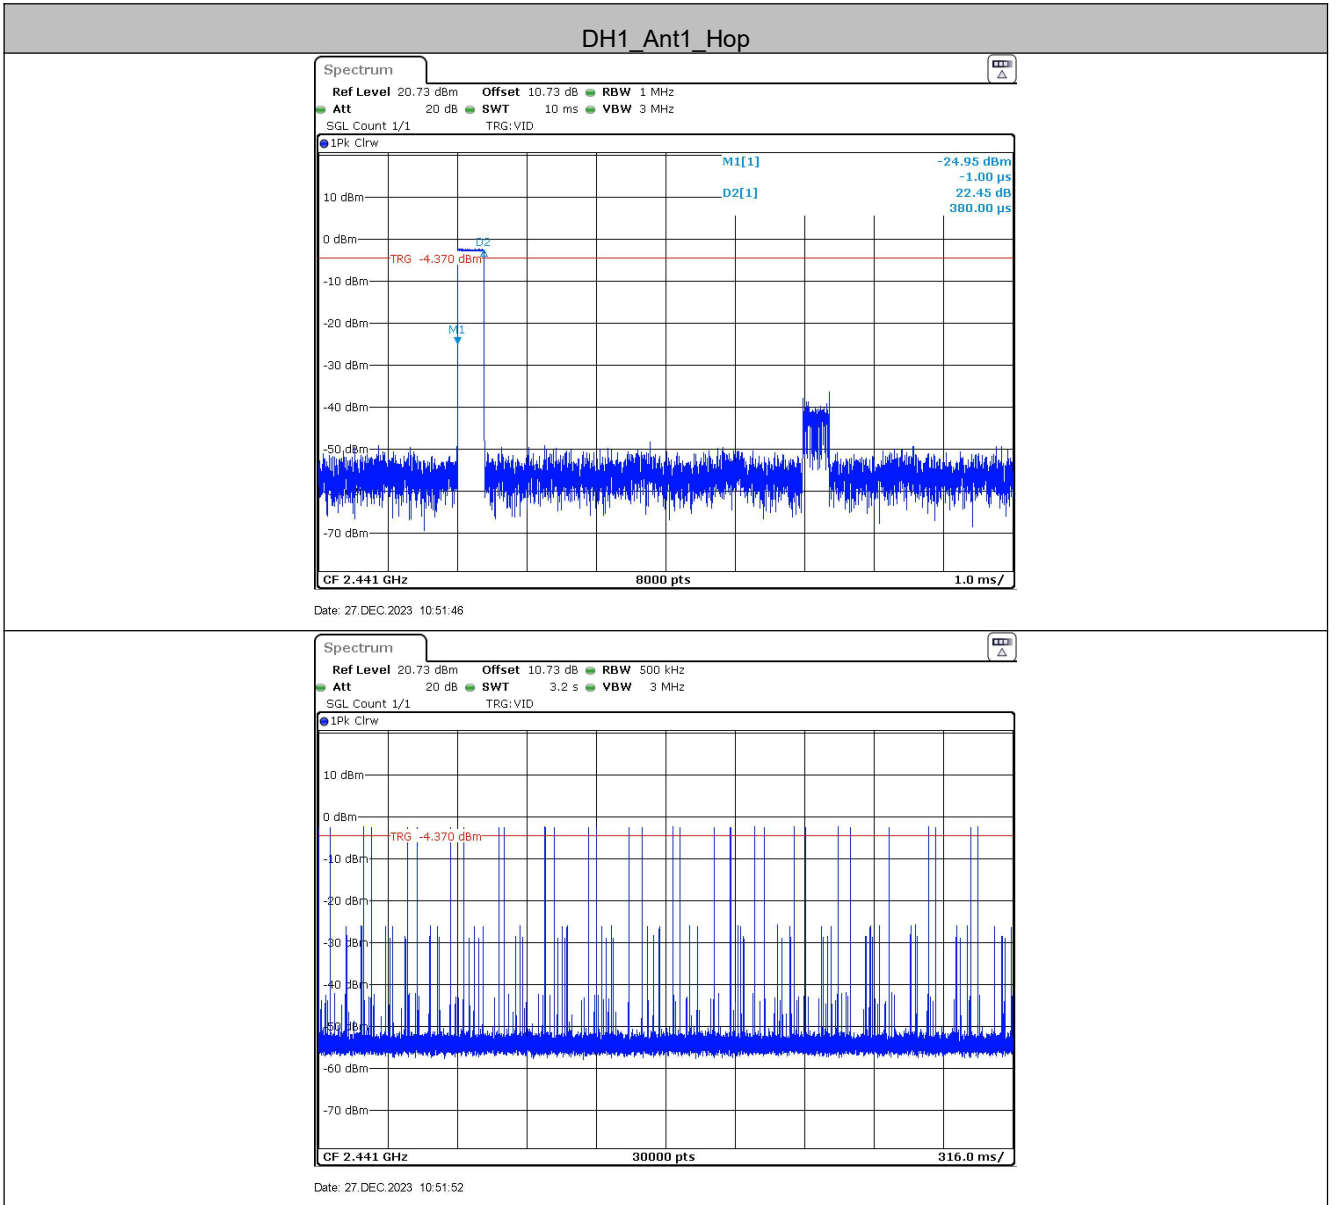 DH1_Ant1_Hop
Spectrum
Ref Level 20.73 dBm Offset 10.73 dB RBW 1 MHz
Att 20 dB SWT 10 ms VBW 3 MHz
SGL Count 1/1 TRG:VID
1Pk Clrw
M1[1] -24.95 dBm
-1.00 µs
D2[1] 22.45 dB
380.00 µs
10 dBm
0 dBm
D2
TRG -4.370 dBm
-10 dBm
-20 dBm
M1
-30 dBm
-40 dBm
-50 dBm
-70 dBm
CF 2.441 GHz 8000 pts 1.0 ms/
Date: 27.DEC.2023 10:51:46
Spectrum
Ref Level 20.73 dBm Offset 10.73 dB RBW 500 kHz
Att 20 dB SWT 3.2 s VBW 3 MHz
SGL Count 1/1 TRG:VID
1Pk Clrw
10 dBm
0 dBm
TRG -4.370 dBm
-10 dBm
-20 dBm
-30 dBm
-40 dBm
-50 dBm
-60 dBm
-70 dBm
CF 2.441 GHz 30000 pts 316.0 ms/
Date: 27.DEC.2023 10:51:52